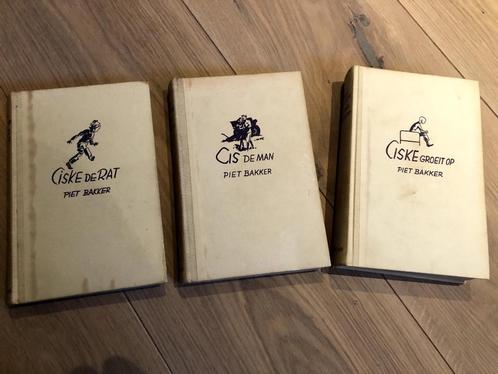 CISKE DE RAT
PIET BAKKER
CIS DE MAN
PIET BAKKER
CISKE GROEIT OP
PIET BAKKER